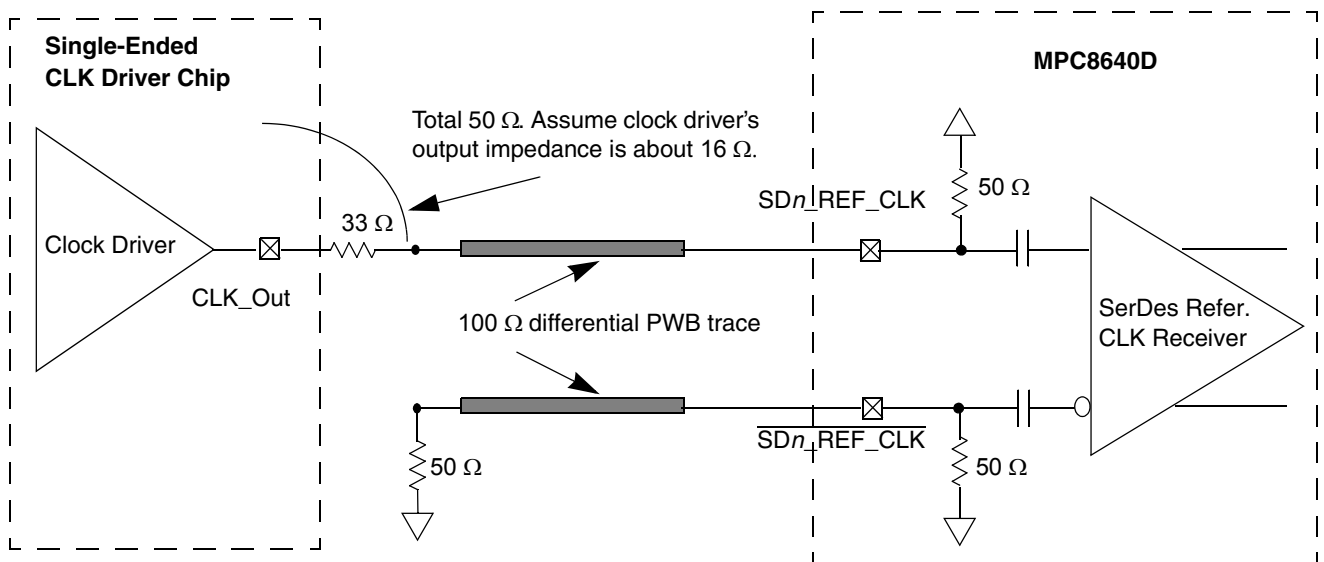 Single-Ended
CLK Driver Chip
MPC8640D
Total 50 Ω. Assume clock driver's
output impedance is about 16 Ω.
SDn_REF_CLK
50 Ω
33 Ω
Clock Driver
CLK_Out
100 Ω differential PWB trace
SerDes Refer.
CLK Receiver
SDn_REF_CLK
50 Ω
50 Ω